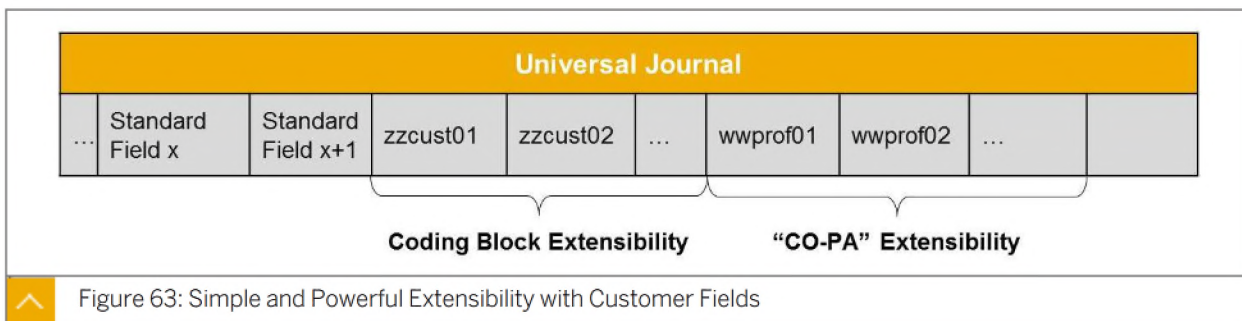 Universal Journal
...
Standard
Field x
Standard
Field x+1
zzcust01
zzcust02
...
wwprof01
wwprof02
...
Coding Block Extensibility
“CO-PA” Extensibility
Figure 63: Simple and Powerful Extensibility with Customer Fields